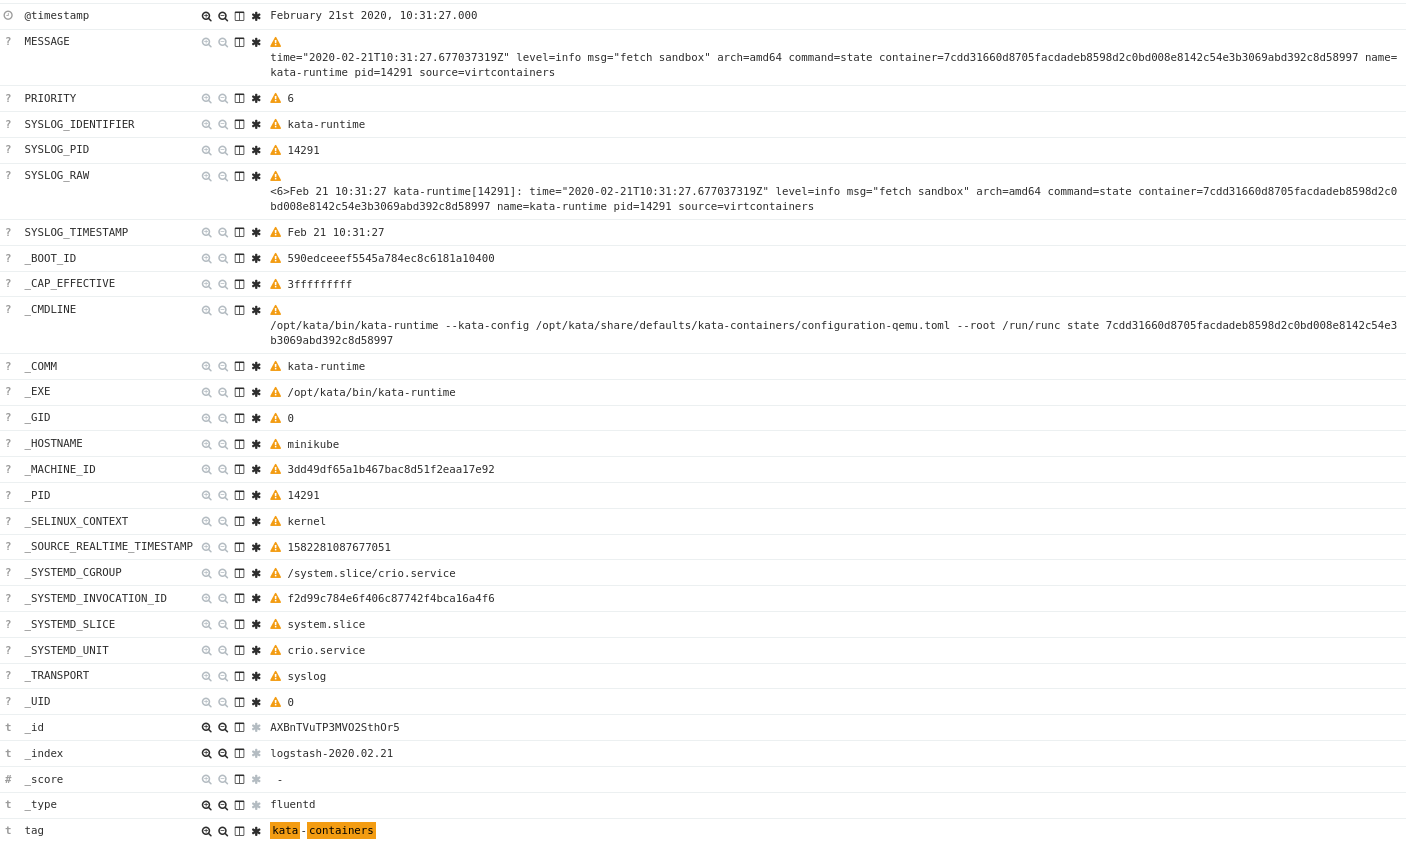 @timestamp February 21st 2020, 10:31:27.000
? MESSAGE
time="2020-02-21T10:31:27.677037319Z" level=info msg="fetch sandbox" arch=amd64 command=state container=7cdd31660d8705facdadeb8598d2c0bd008e8142c54e3b3069abd392c8d58997 name=
kata-runtime pid=14291 source=virtcontainers
? PRIORITY 6
? SYSLOG_IDENTIFIER kata-runtime
? SYSLOG_PID 14291
? SYSLOG_RAW
<6>Feb 21 10:31:27 kata-runtime[14291]: time="2020-02-21T10:31:27.677037319Z" level=info msg="fetch sandbox" arch=amd64 command=state container=7cdd31660d8705facdadeb8598d2c0
bd008e8142c54e3b3069abd392c8d58997 name=kata-runtime pid=14291 source=virtcontainers
? SYSLOG_TIMESTAMP Feb 21 10:31:27
? _BOOT_ID 590edceeef5545a784ec8c6181a10400
? _CAP_EFFECTIVE 3fffffffff
? _CMDLINE
/opt/kata/bin/kata-runtime --kata-config /opt/kata/share/defaults/kata-containers/configuration-qemu.toml --root /run/runc state 7cdd31660d8705facdadeb8598d2c0bd008e8142c54e3
b3069abd392c8d58997
? _COMM kata-runtime
? _EXE /opt/kata/bin/kata-runtime
? _GID 0
? _HOSTNAME minikube
? _MACHINE_ID 3dd49df65a1b467bac8d51f2eaa17e92
? _PID 14291
? _SELINUX_CONTEXT kernel
? _SOURCE_REALTIME_TIMESTAMP 1582281087677051
? _SYSTEMD_CGROUP /system.slice/crio.service
? _SYSTEMD_INVOCATION_ID f2d99c784e6f406c87742f4bca16a4f6
? _SYSTEMD_SLICE system.slice
? _SYSTEMD_UNIT crio.service
? _TRANSPORT syslog
? _UID 0
t _id AXBnTVuTP3MVO2SthOr5
t _index logstash-2020.02.21
# _score -
t _type fluentd
t tag kata-containers